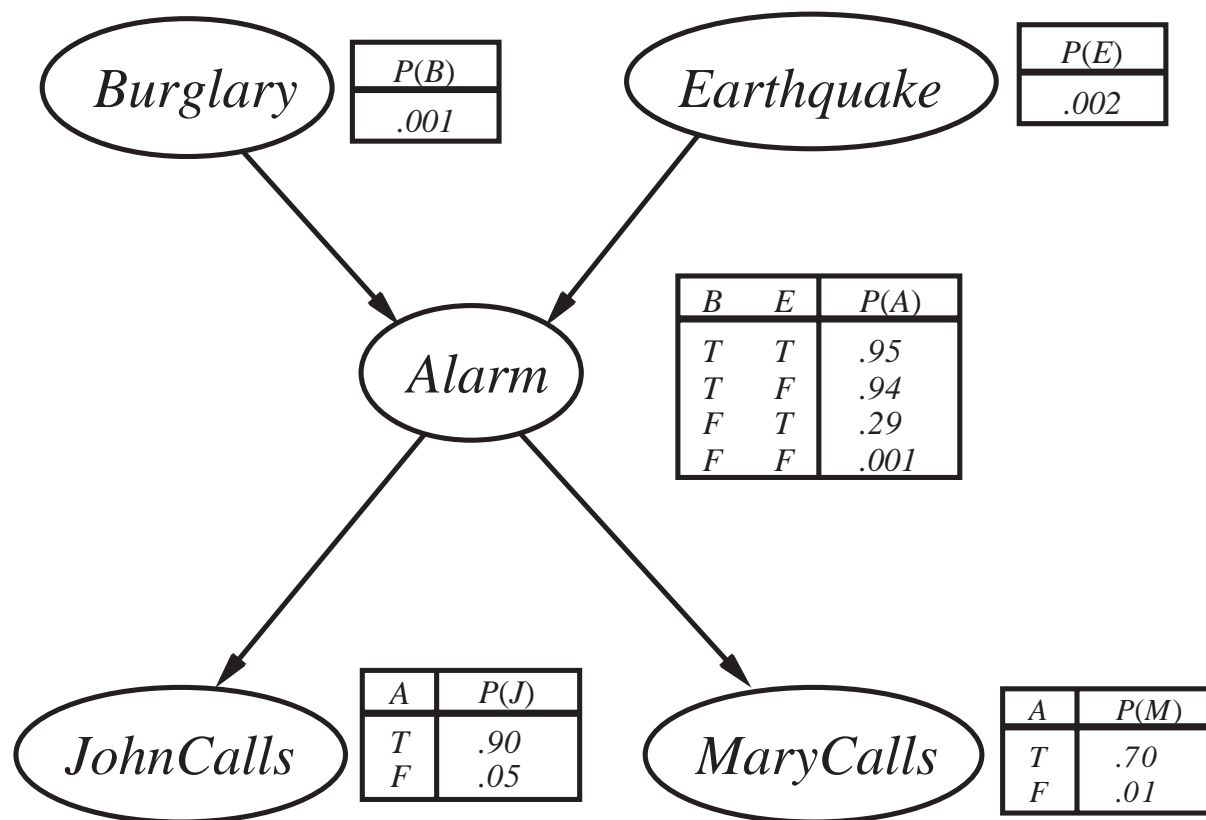 Burglary
P(B)
.001
Earthquake
P(E)
.002
Alarm
B E P(A)
T T .95
T F .94
F T .29
F F .001
JohnCalls
A P(J)
T .90
F .05
MaryCalls
A P(M)
T .70
F .01